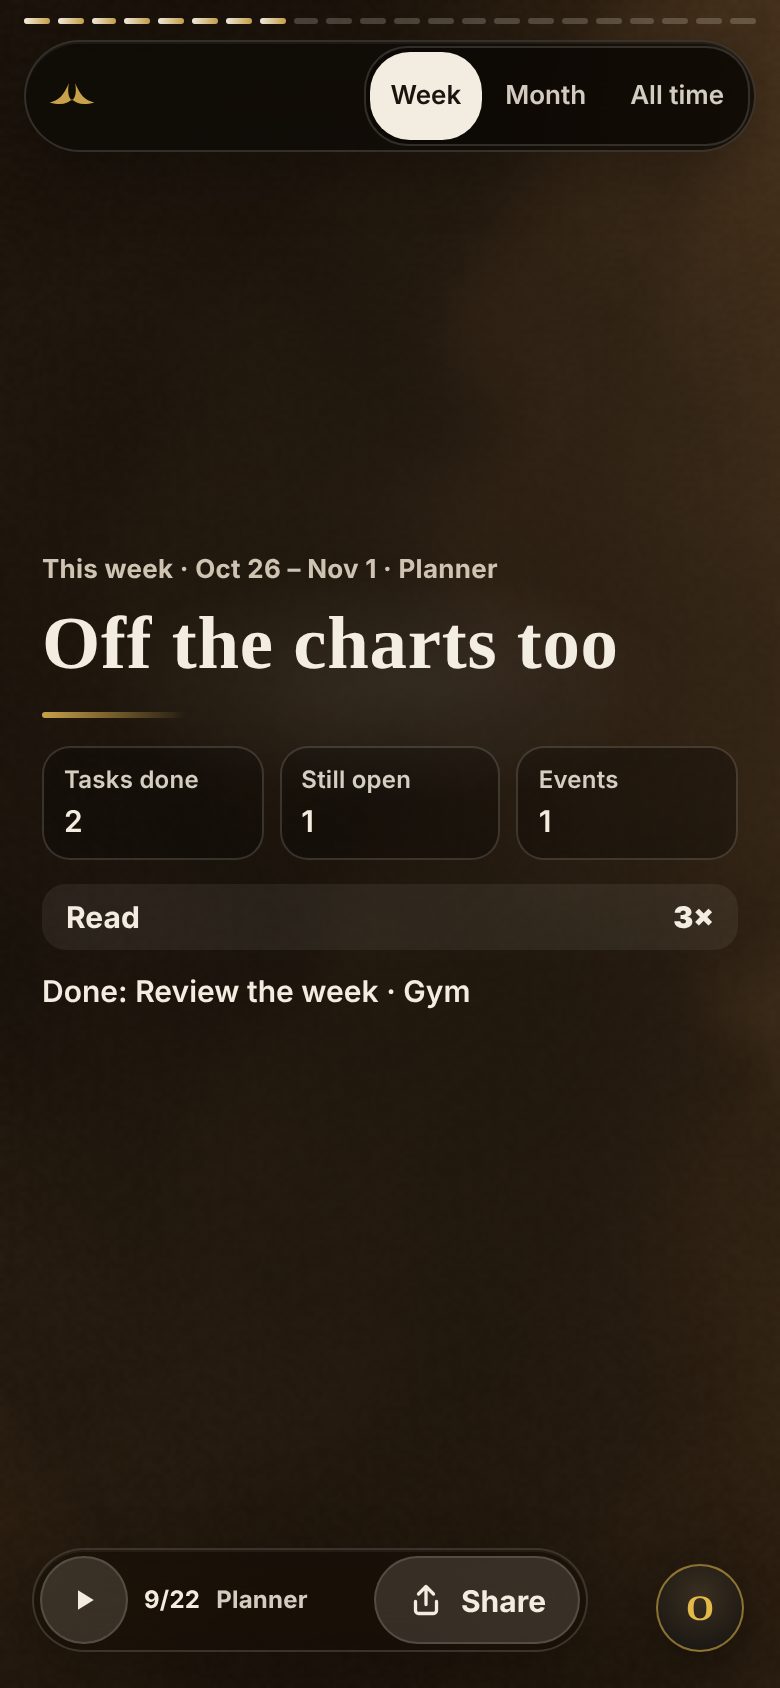 Week Month All time
This week · Oct 26 – Nov 1 · Planner
Off the charts too
Tasks done Still open Events
2 1 1
Read 3×
Done: Review the week · Gym
9/22 Planner Share O